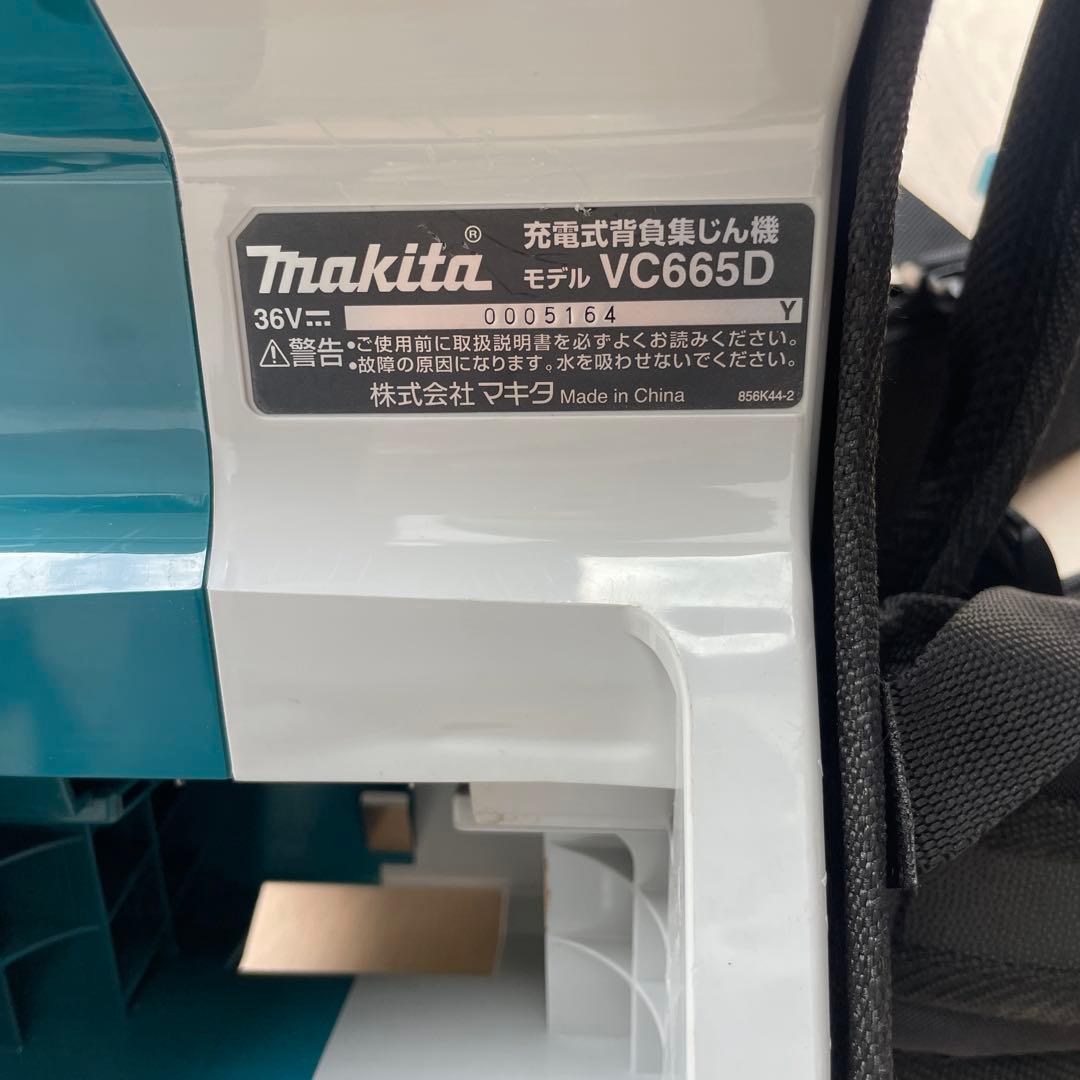 makita® 充電式背負集じん機
モデル VC665D
36V⎓ 0005164 Y
⚠警告 •ご使用前に取扱説明書を必ずよくお読みください。
•故障の原因になります。水を吸わせないでください。
株式会社マキタ Made in China 856K44-2